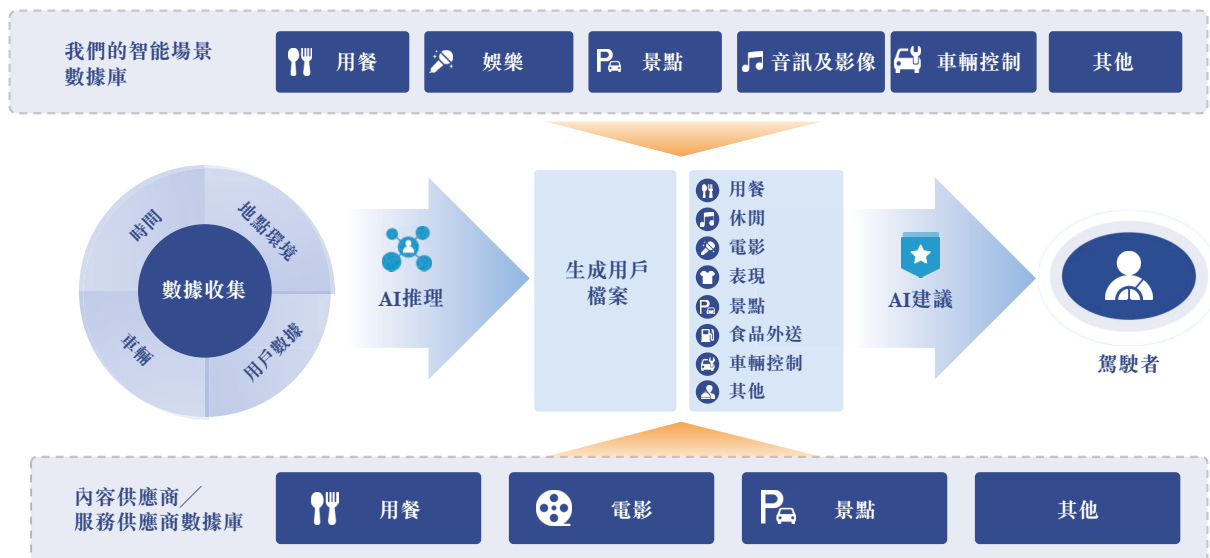 我們的智能場景
數據庫
用餐
娛樂
景點
音訊及影像
車輛控制
其他
時間
地點環境
數據收集
車輛
用戶數據
AI推理
生成用戶
檔案
用餐
休閒
電影
表現
景點
食品外送
車輛控制
其他
AI建議
駕駛者
內容供應商／
服務供應商數據庫
用餐
電影
景點
其他